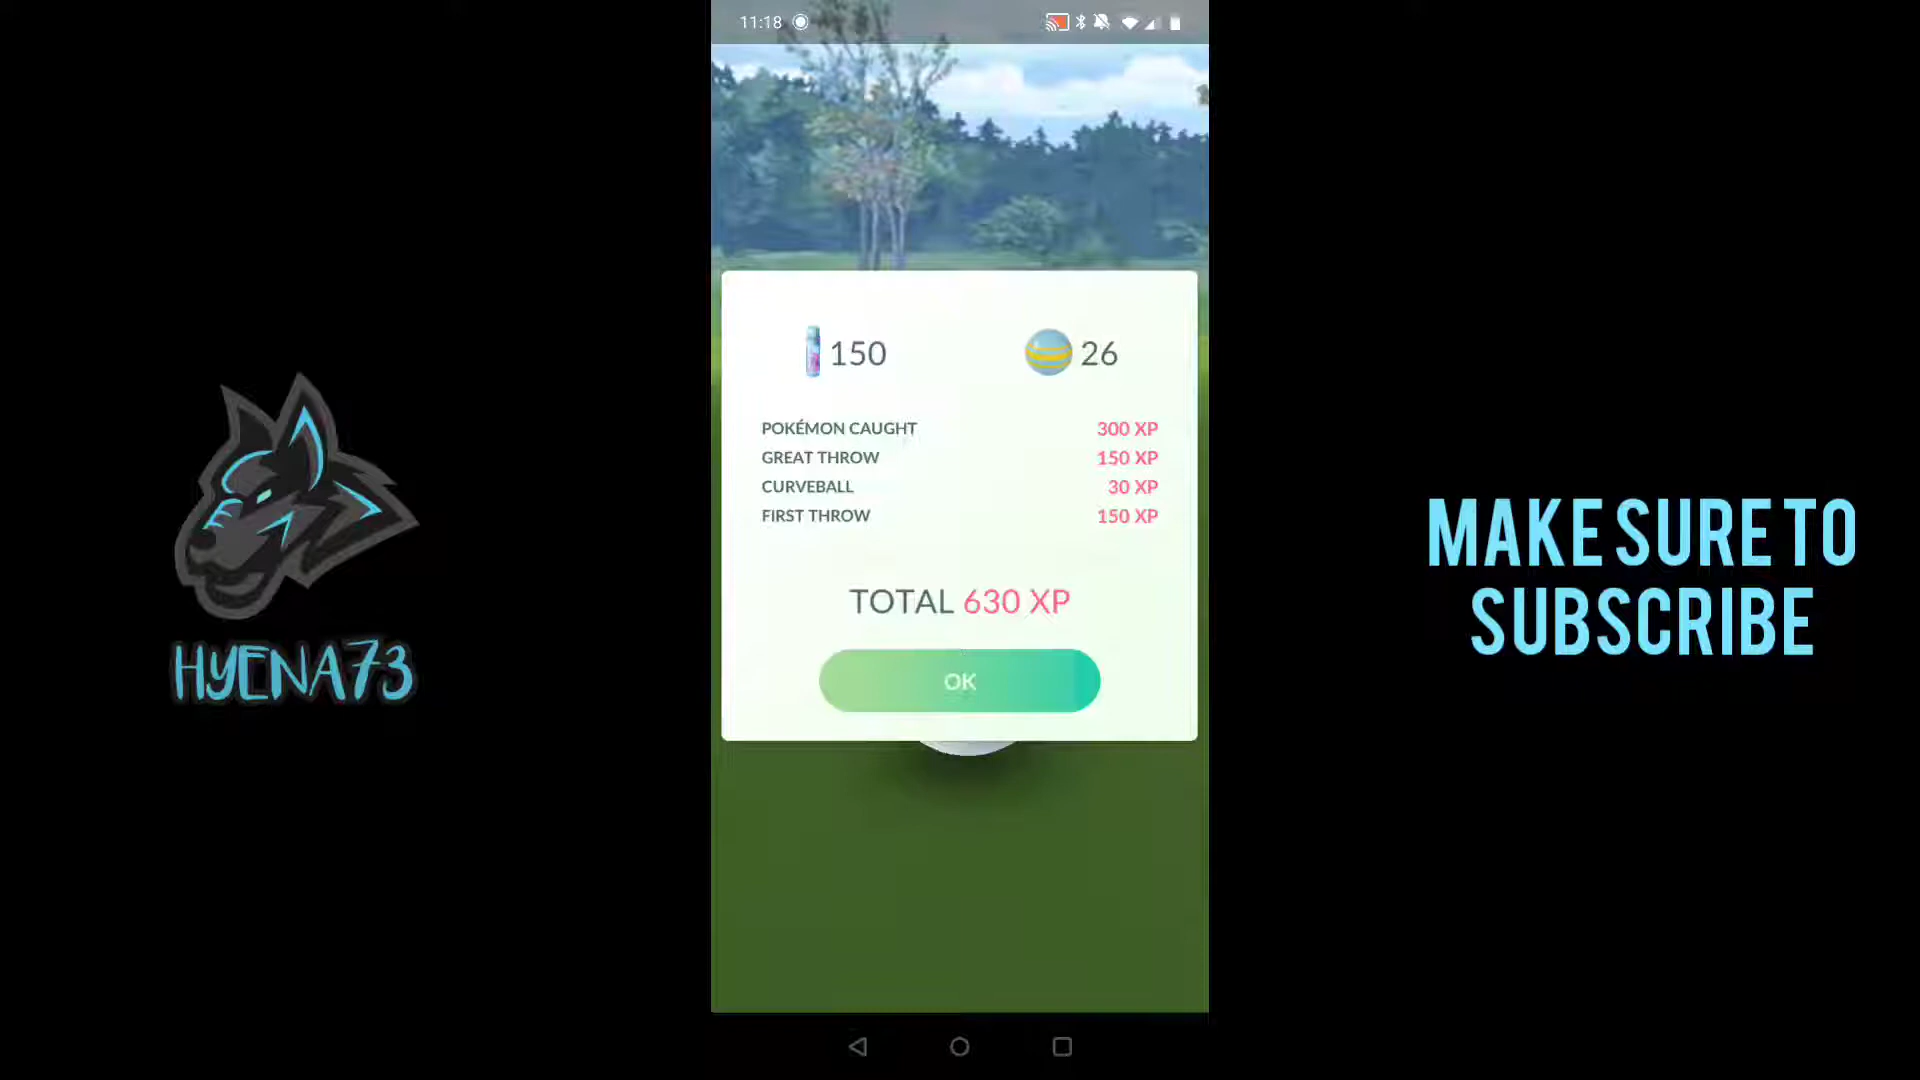 11:18
150 26
POKÉMON CAUGHT 300 XP
GREAT THROW 150 XP
CURVEBALL 30 XP
FIRST THROW 150 XP
TOTAL 630 XP
OK
HYENA73
MAKE SURE TO
SUBSCRIBE